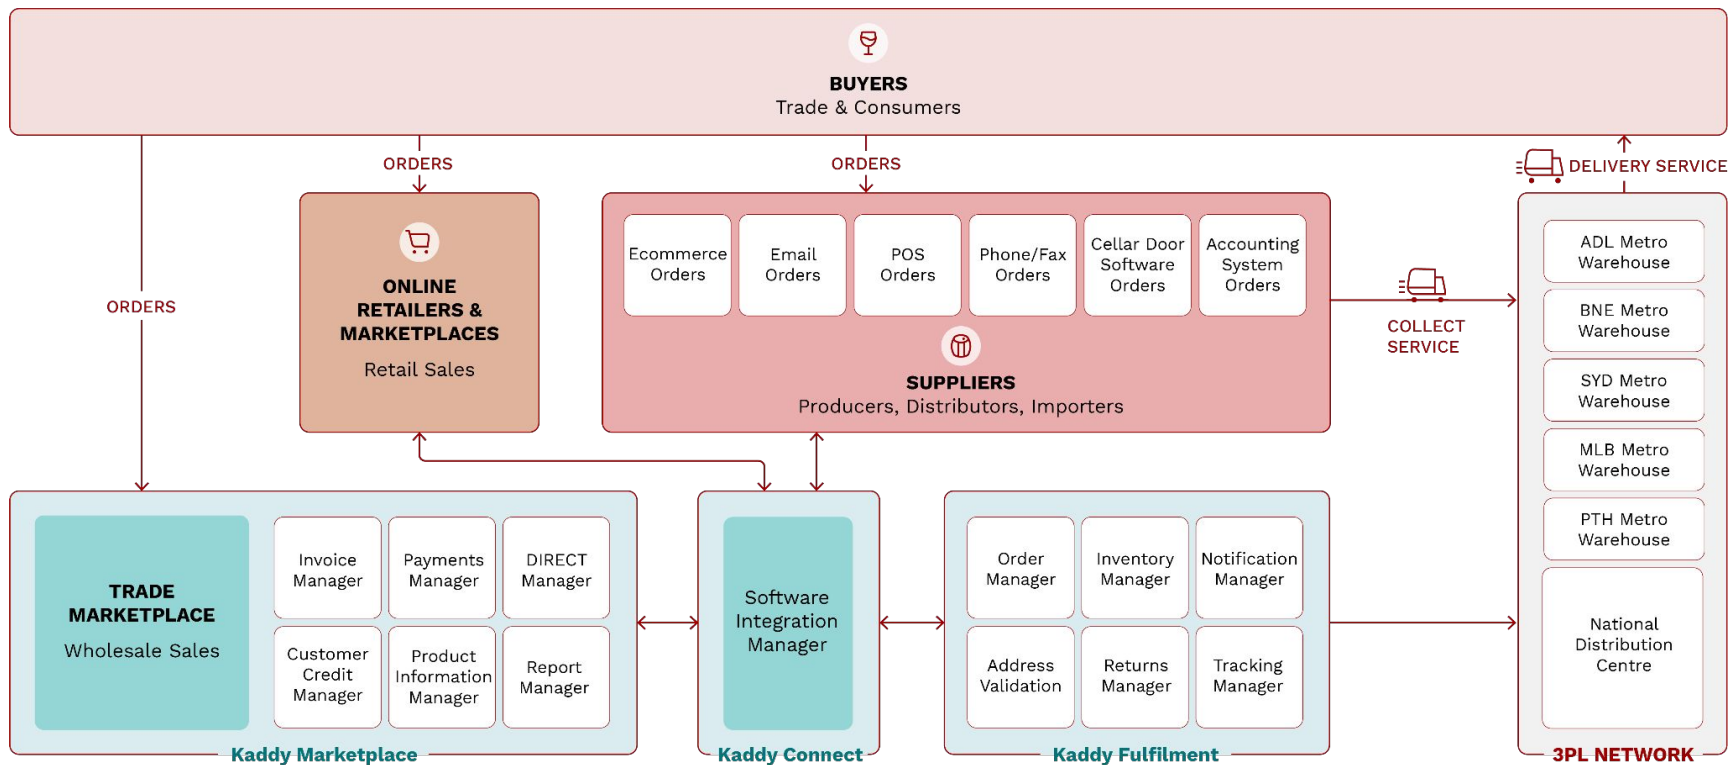 BUYERS
Trade & Consumers
ORDERS
ORDERS
ORDERS
DELIVERY SERVICE
ONLINE
RETAILERS &
MARKETPLACES
Retail Sales
Ecommerce
Orders
Email
Orders
POS
Orders
Phone/Fax
Orders
Cellar Door
Software
Orders
Accounting
System
Orders
SUPPLIERS
Producers, Distributors, Importers
COLLECT
SERVICE
ADL Metro
Warehouse
BNE Metro
Warehouse
SYD Metro
Warehouse
MLB Metro
Warehouse
PTH Metro
Warehouse
National
Distribution
Centre
3PL NETWORK
TRADE
MARKETPLACE
Wholesale Sales
Invoice
Manager
Payments
Manager
DIRECT
Manager
Customer
Credit
Manager
Product
Information
Manager
Report
Manager
Kaddy Marketplace
Software
Integration
Manager
Kaddy Connect
Order
Manager
Inventory
Manager
Notification
Manager
Address
Validation
Returns
Manager
Tracking
Manager
Kaddy Fulfilment